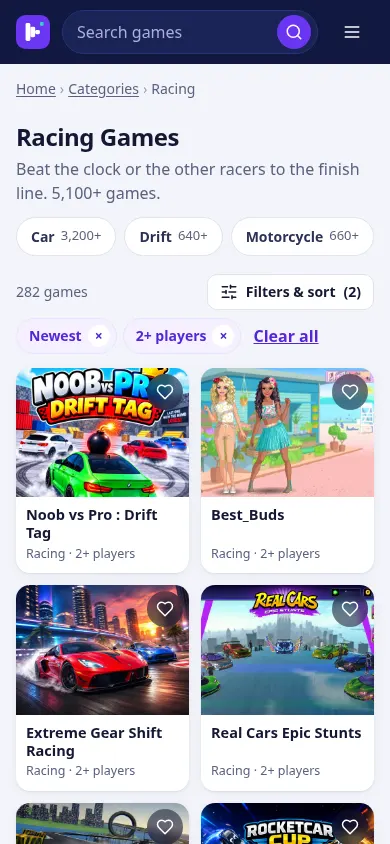 Search games
Home › Categories › Racing
Racing Games
Beat the clock or the other racers to the finish
line. 5,100+ games.
Car 3,200+
Drift 640+
Motorcycle 660+
282 games
Filters & sort (2)
Newest ×
2+ players ×
Clear all
NOOB VS PRO
DRIFT TAG
Noob vs Pro : Drift
Tag
Racing · 2+ players
Best_Buds
Racing · 2+ players
Extreme Gear Shift
Racing
Racing · 2+ players
REAL CARS
EPIC STUNTS
Real Cars Epic Stunts
Racing · 2+ players
ROCKETCAR
CUP